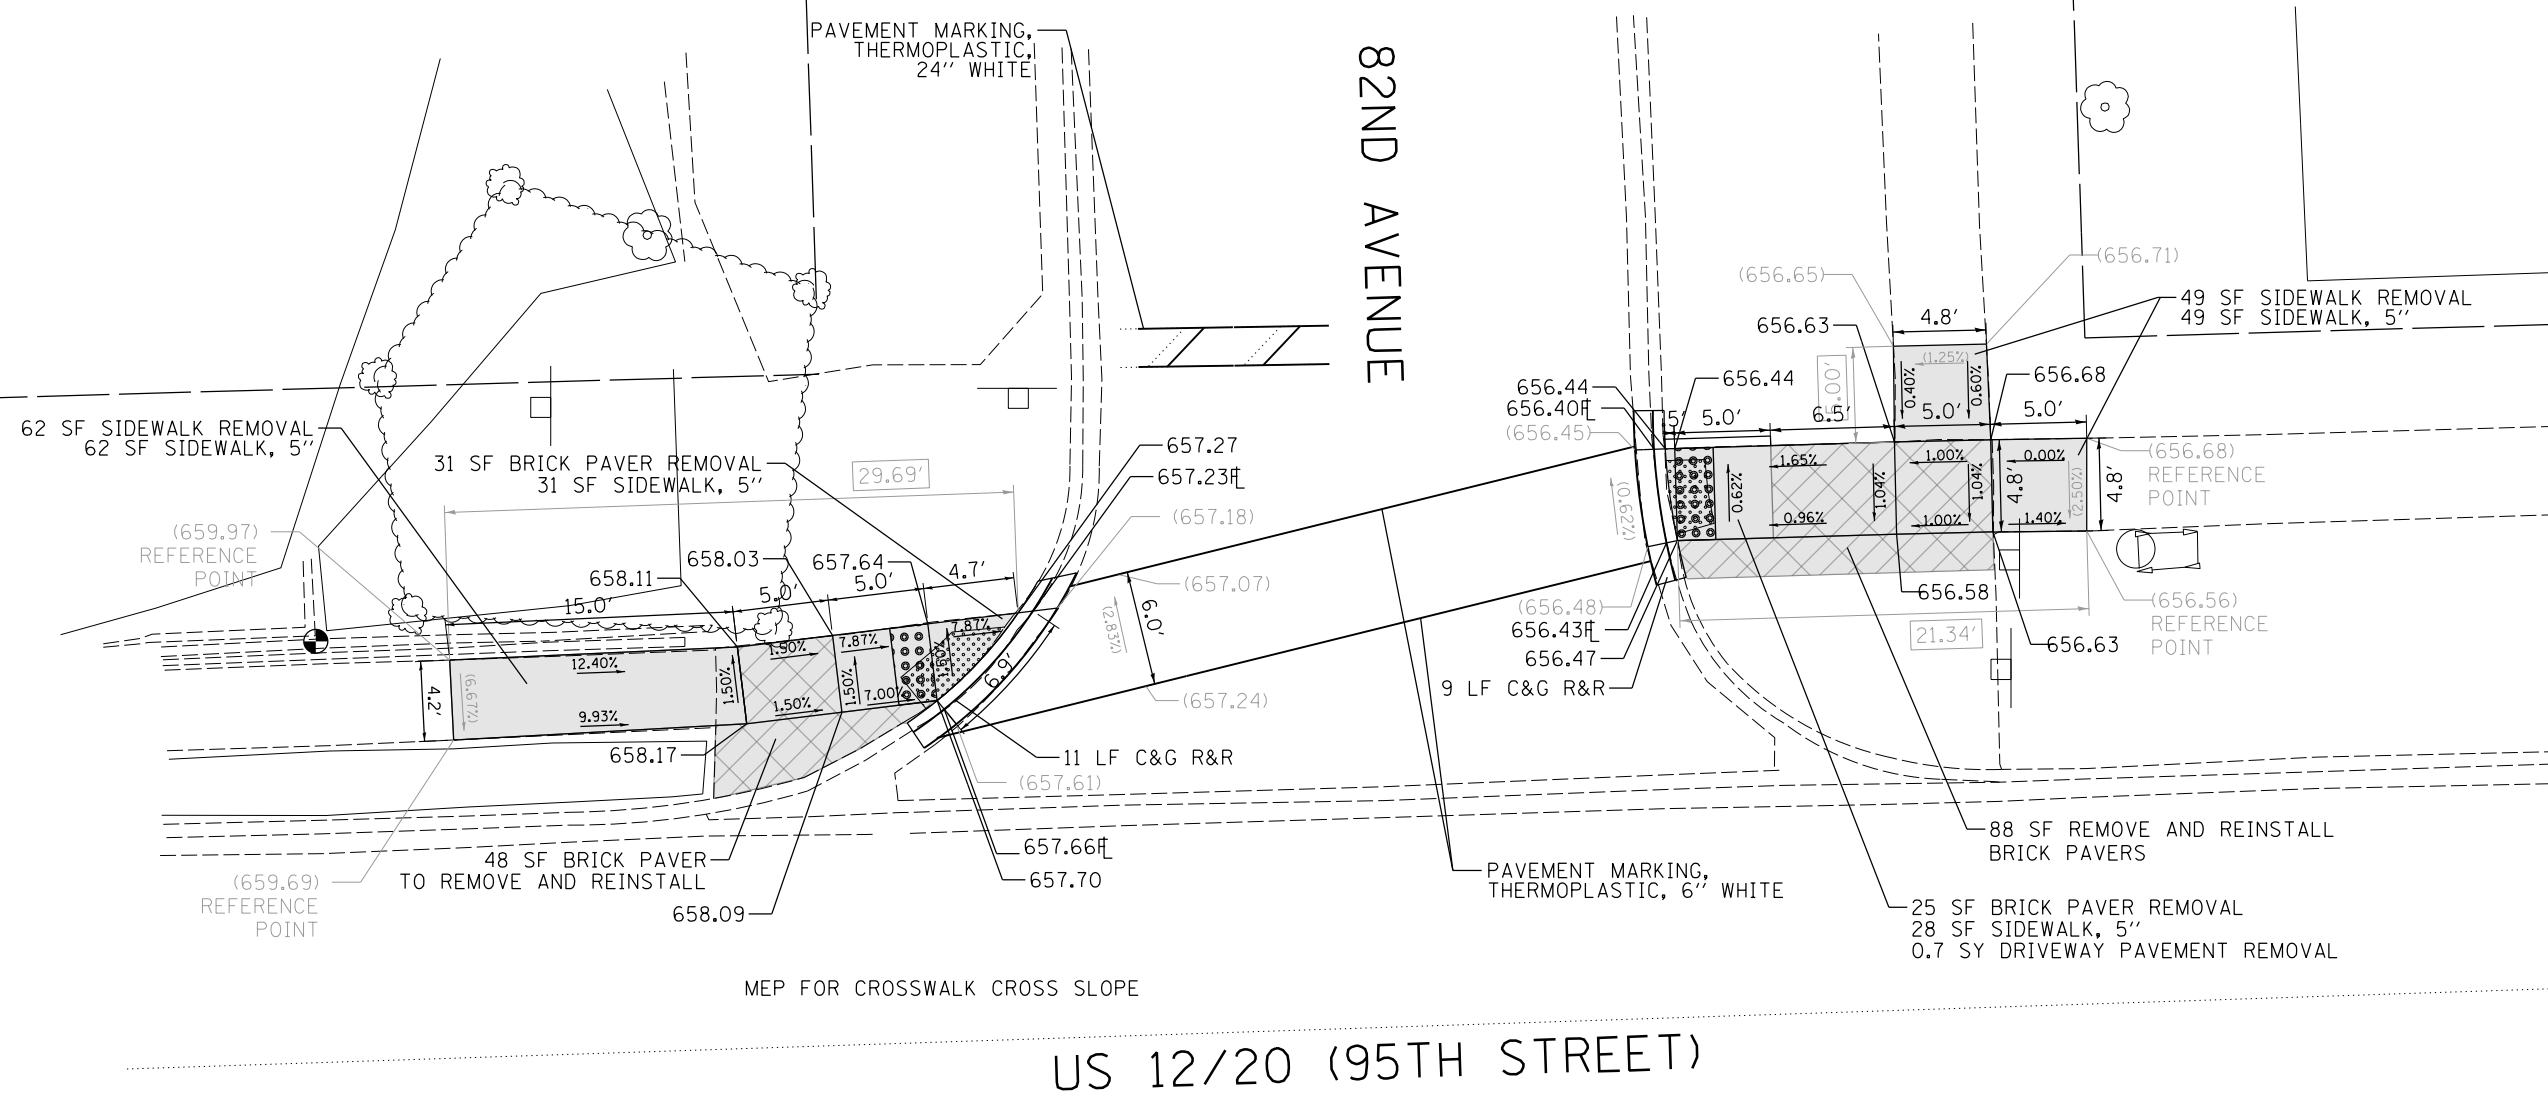 PAVEMENT MARKING,
THERMOPLASTIC,
24" WHITE
82ND AVENUE
62 SF SIDEWALK REMOVAL
62 SF SIDEWALK, 5"
31 SF BRICK PAVER REMOVAL
31 SF SIDEWALK, 5"
29.69'
657.27
657.23FL
(657.18)
(659.97)
REFERENCE
POINT
658.11
658.03
657.64
15.0'
5.0'
5.0'
4.7'
12.40%
9.93%
(6.67%)
4.2'
1.50%
1.50%
1.50%
1.50%
7.87%
7.00%
7.87%
6.9'
(657.07)
6.0'
(2.83%)
(657.24)
658.17
11 LF C&G R&R
(657.61)
657.66FL
657.70
48 SF BRICK PAVER
TO REMOVE AND REINSTALL
658.09
(659.69)
REFERENCE
POINT
MEP FOR CROSSWALK CROSS SLOPE
PAVEMENT MARKING,
THERMOPLASTIC, 6" WHITE
(656.65)
(656.71)
656.63
4.8'
49 SF SIDEWALK REMOVAL
49 SF SIDEWALK, 5"
(1.25%)
0.40%
0.60%
656.68
656.44
656.44
656.40FL
(656.45)
5'
5.0'
6.5'
5.0'
5.0'
5.00'
1.65%
1.00%
0.00%
0.62%
1.04%
1.04%
4.8'
(2.50%)
4.8'
0.96%
1.00%
1.40%
(0.62%)
(656.68)
REFERENCE
POINT
(656.48)
656.43FL
656.47
9 LF C&G R&R
656.58
(656.56)
REFERENCE
POINT
21.34'
656.63
88 SF REMOVE AND REINSTALL
BRICK PAVERS
25 SF BRICK PAVER REMOVAL
28 SF SIDEWALK, 5"
0.7 SY DRIVEWAY PAVEMENT REMOVAL
US 12/20 (95TH STREET)